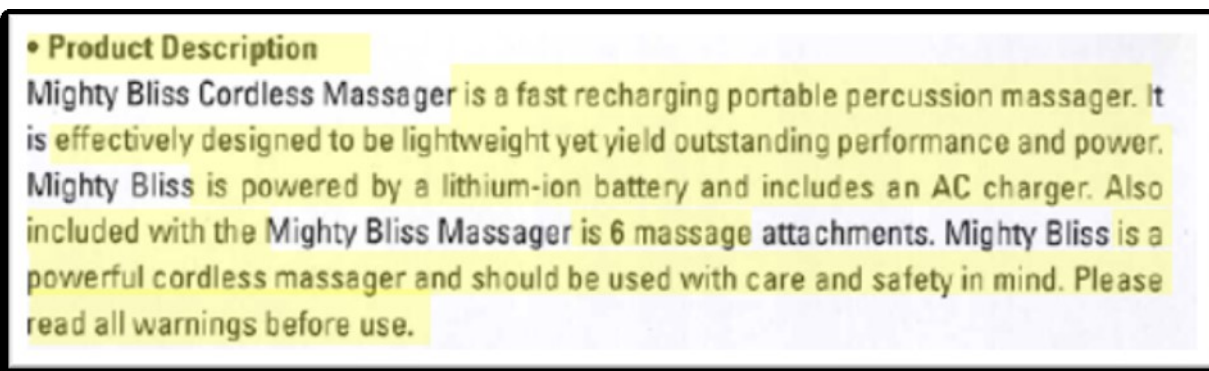 • Product Description
Mighty Bliss Cordless Massager is a fast recharging portable percussion massager. It
is effectively designed to be lightweight yet yield outstanding performance and power.
Mighty Bliss is powered by a lithium-ion battery and includes an AC charger. Also
included with the Mighty Bliss Massager is 6 massage attachments. Mighty Bliss is a
powerful cordless massager and should be used with care and safety in mind. Please
read all warnings before use.